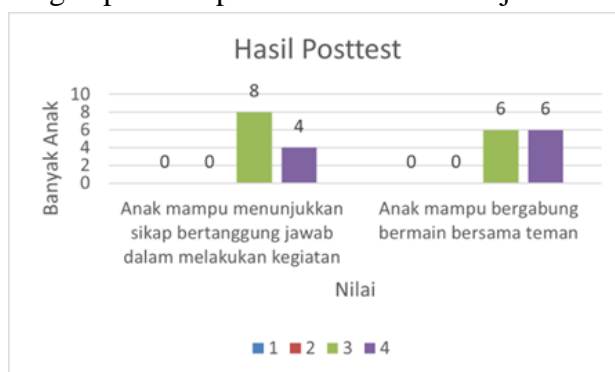 Hasil Posttest
Banyak Anak
10
8
6
4
2
0
0 0 8 4
0 0 6 6
Anak mampu menunjukkan
sikap bertanggung jawab
dalam melakukan kegiatan
Anak mampu bergabung
bermain bersama teman
Nilai
1 2 3 4